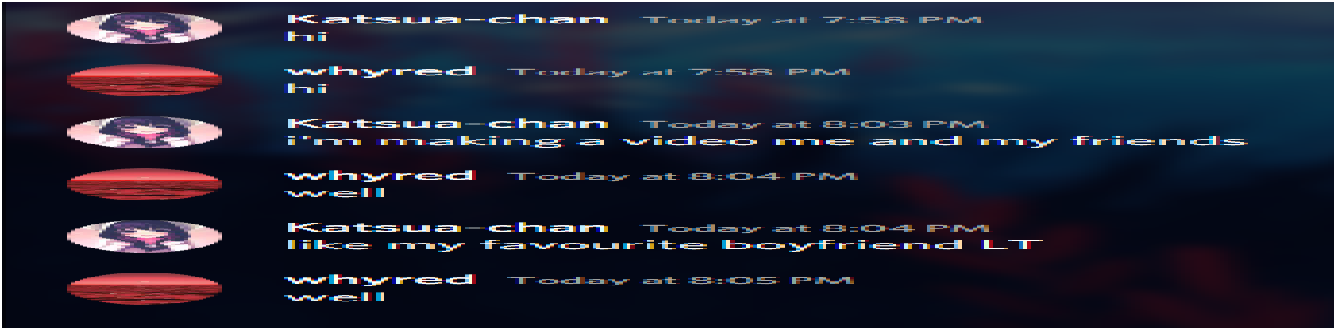 Katsua-chan Today at 7:58 PM
hi
whyred Today at 7:58 PM
hi
Katsua-chan Today at 8:03 PM
i'm making a video me and my friends
whyred Today at 8:04 PM
well
Katsua-chan Today at 8:04 PM
like my favourite boyfriend LT
whyred Today at 8:05 PM
well